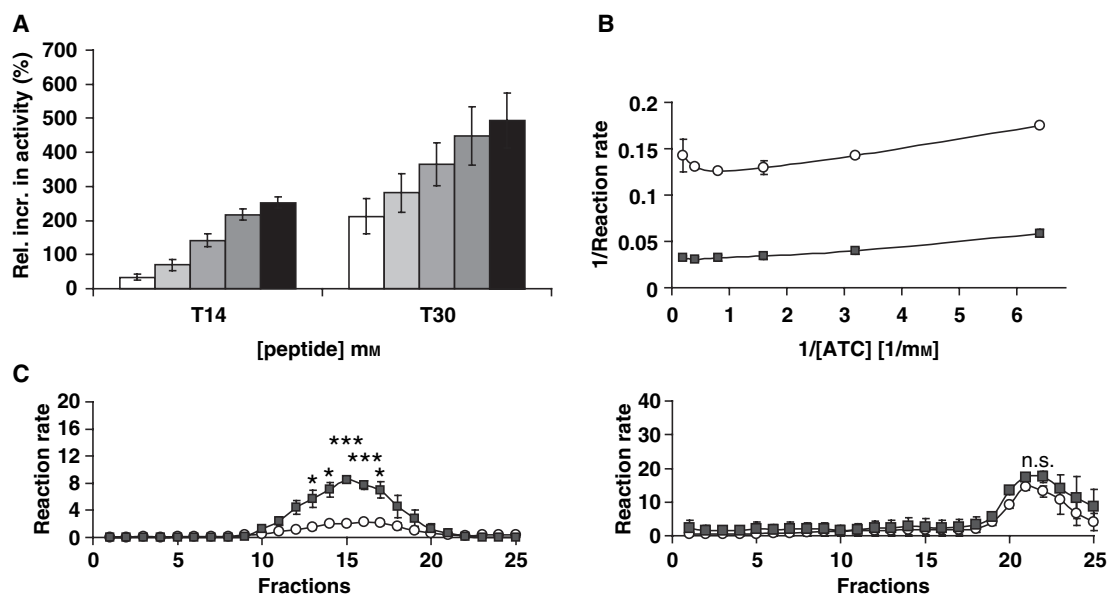 A
Rel. incr. in activity (%)
700
600
500
400
300
200
100
0
T14 T30
[peptide] mM
B
1/Reaction rate
0.2
0.15
0.1
0.05
0
0 1 2 3 4 5 6
1/[ATC] [1/mM]
C
Reaction rate
20
16
12
8
4
0
***
***
* * *
0 5 10 15 20 25
Fractions
Reaction rate
40
30
20
10
0
n.s.
0 5 10 15 20 25
Fractions